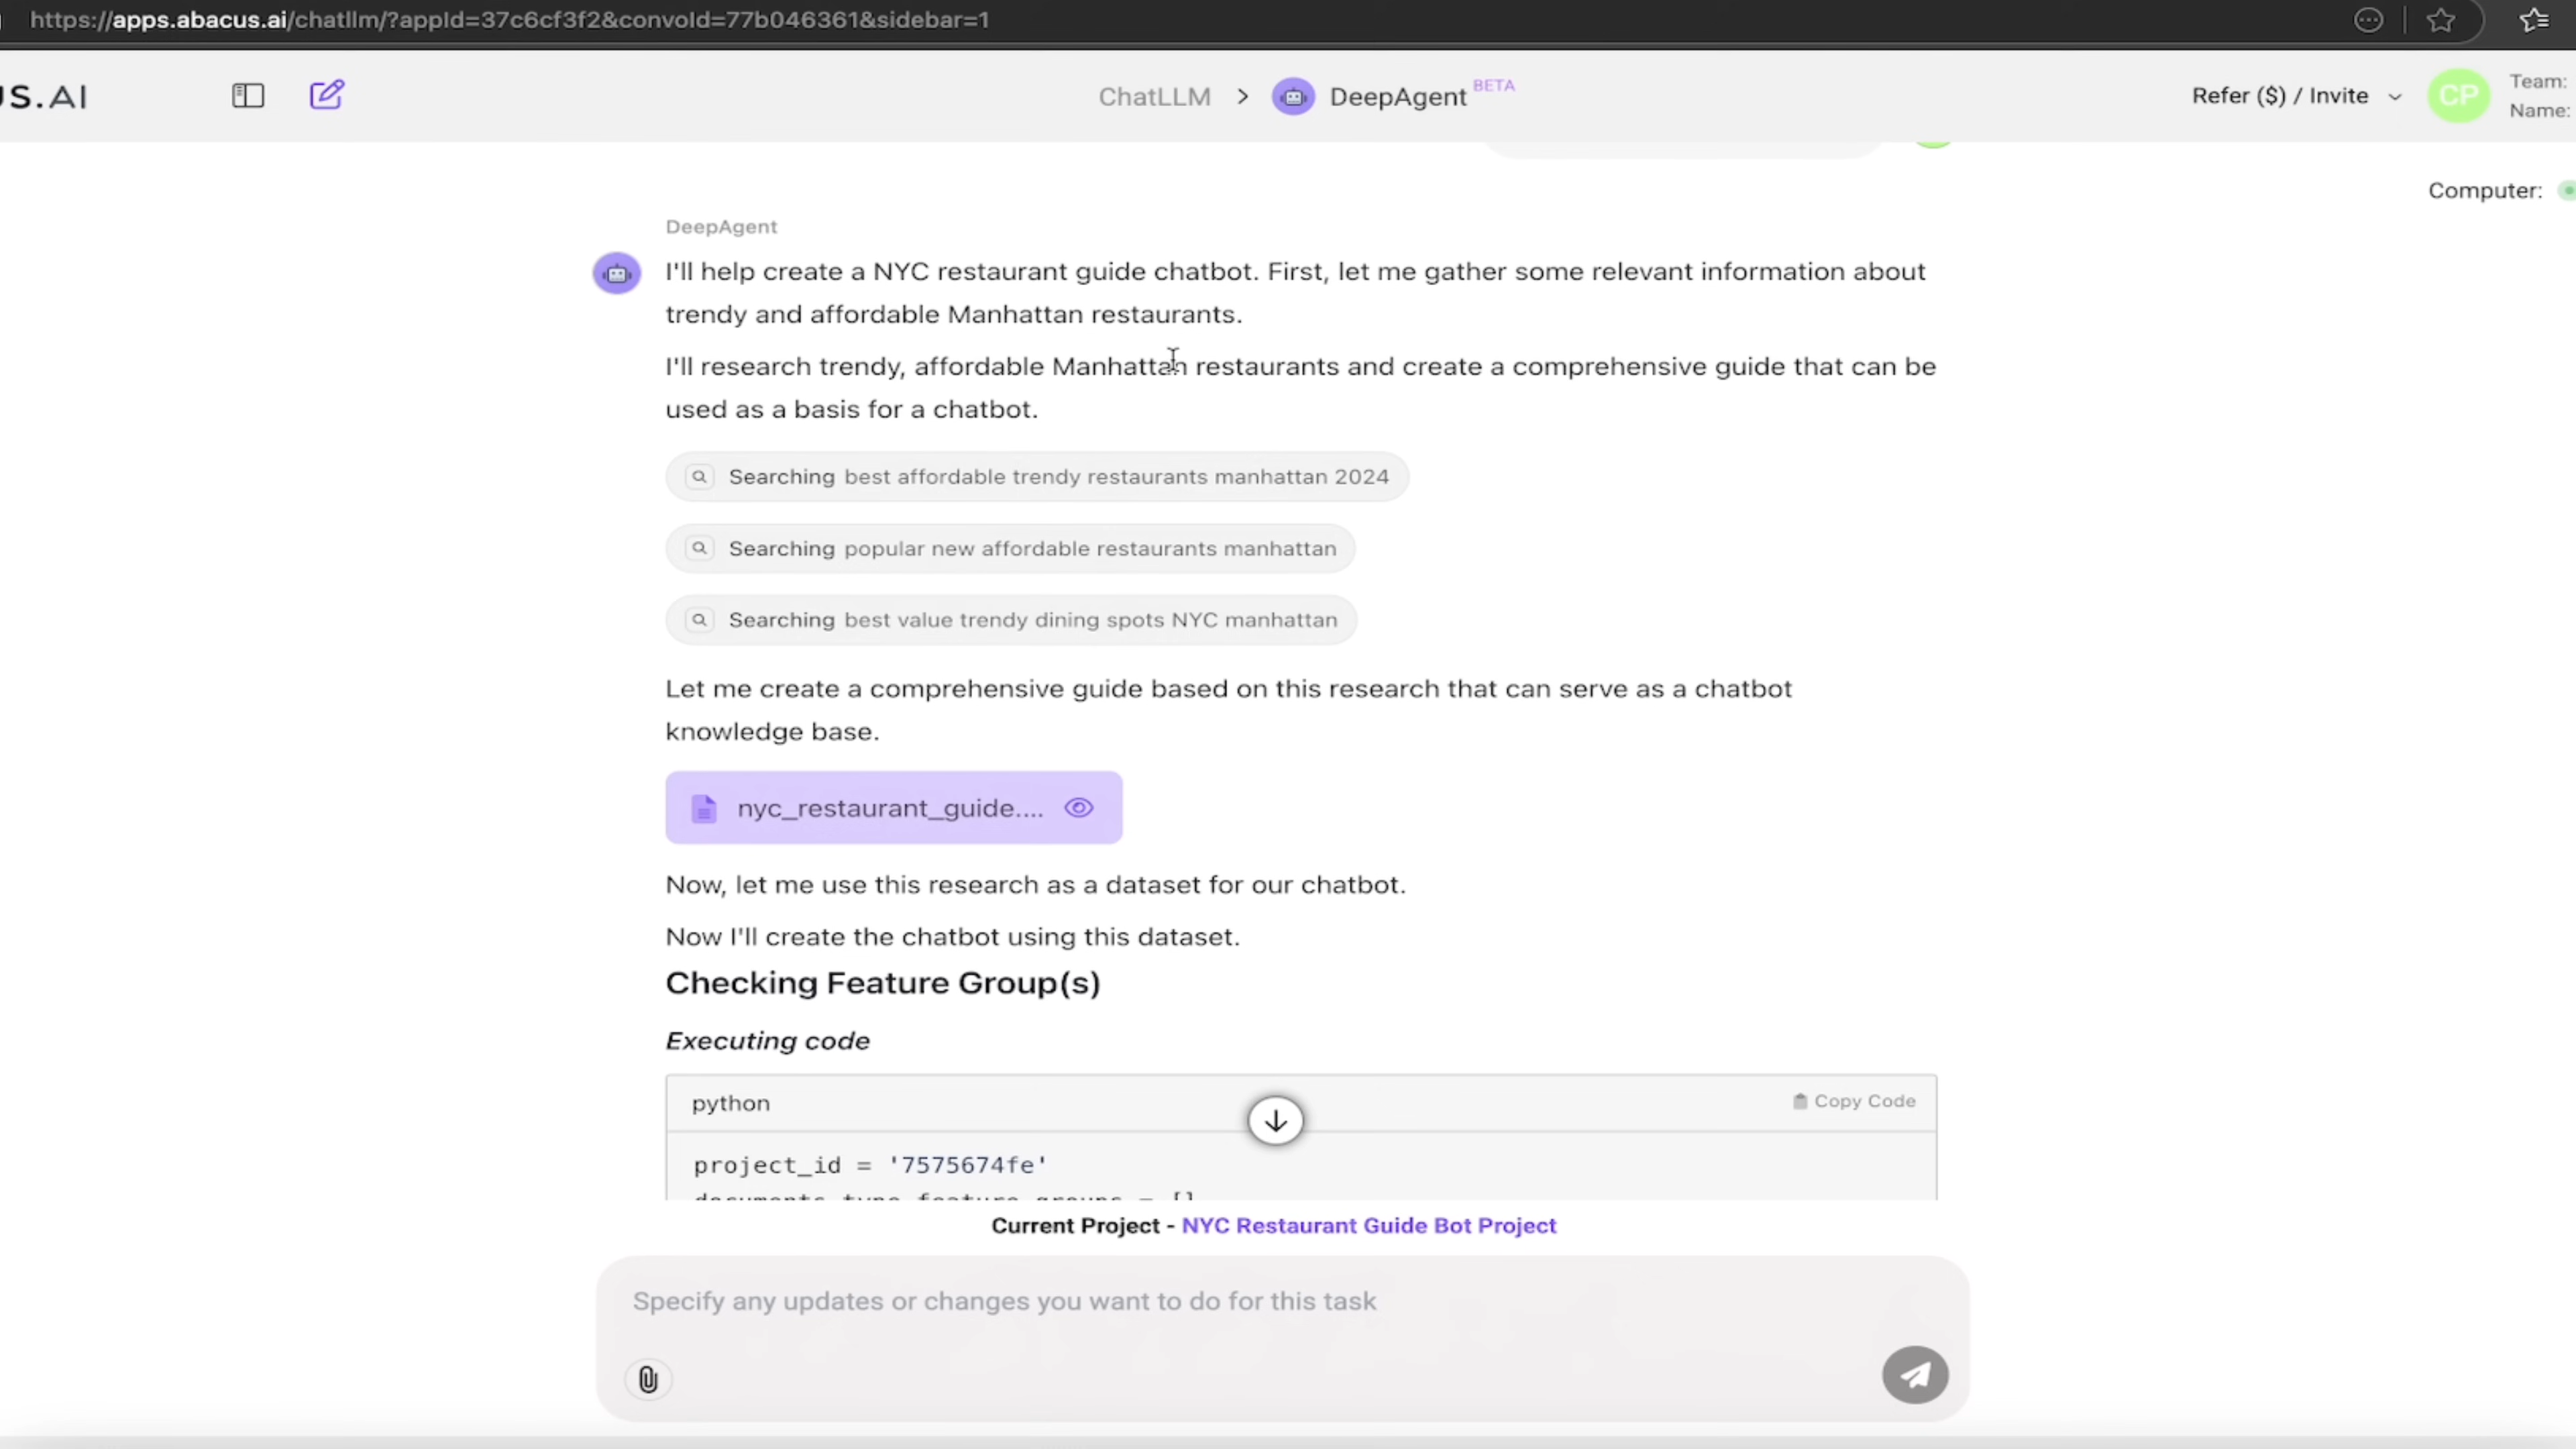 https://apps.abacus.ai/chatllm/?appId=37c6cf3f2&convoId=77b046361&sidebar=1
US.AI
ChatLLM > DeepAgent BETA
Refer ($) / Invite
CP
Team:
Name:
Computer:
DeepAgent
I'll help create a NYC restaurant guide chatbot. First, let me gather some relevant information about
trendy and affordable Manhattan restaurants.
I'll research trendy, affordable Manhattan restaurants and create a comprehensive guide that can be
used as a basis for a chatbot.
Searching best affordable trendy restaurants manhattan 2024
Searching popular new affordable restaurants manhattan
Searching best value trendy dining spots NYC manhattan
Let me create a comprehensive guide based on this research that can serve as a chatbot
knowledge base.
nyc_restaurant_guide....
Now, let me use this research as a dataset for our chatbot.
Now I'll create the chatbot using this dataset.
Checking Feature Group(s)
Executing code
python
Copy Code
project_id = '7575674fe'
documents_type_feature_groups = []
Current Project - NYC Restaurant Guide Bot Project
Specify any updates or changes you want to do for this task